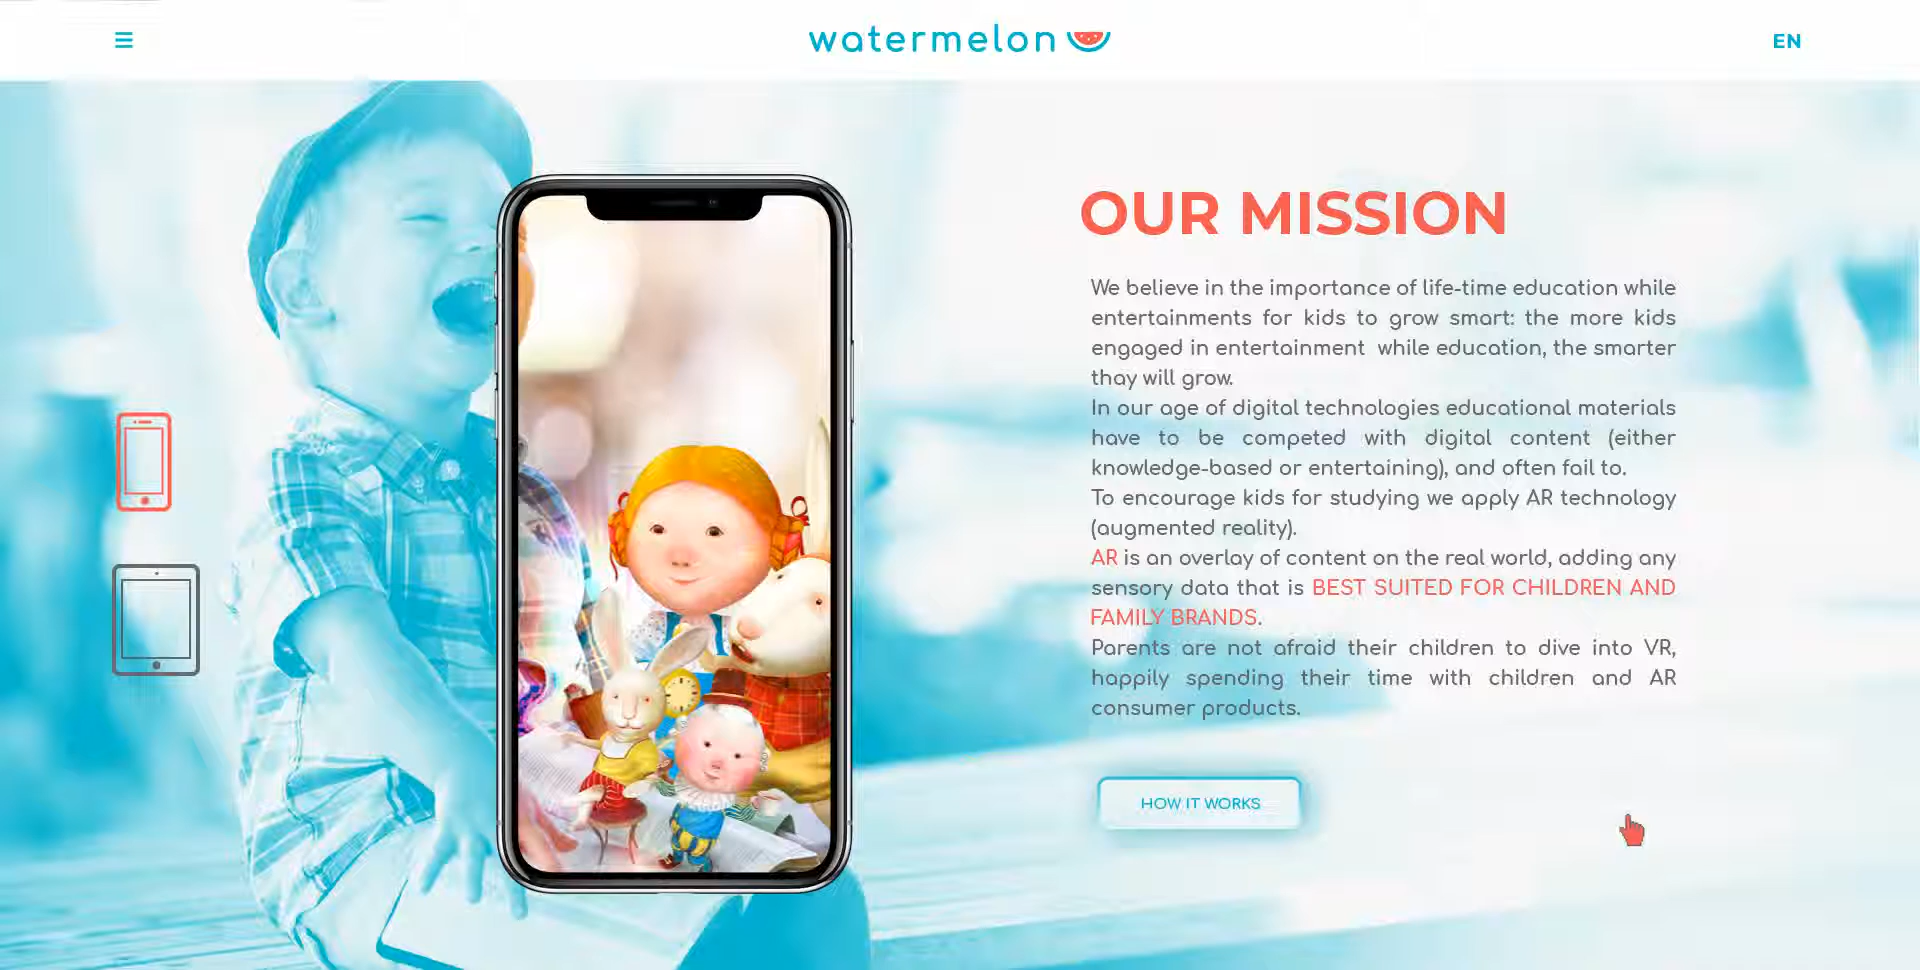 watermelon
EN
OUR MISSION
We believe in the importance of life-time education while
entertainments for kids to grow smart: the more kids
engaged in entertainment while education, the smarter
thay will grow.
In our age of digital technologies educational materials
have to be competed with digital content (either
knowledge-based or entertaining), and often fail to.
To encourage kids for studying we apply AR technology
(augmented reality).
AR is an overlay of content on the real world, adding any
sensory data that is BEST SUITED FOR CHILDREN AND
FAMILY BRANDS.
Parents are not afraid their children to dive into VR,
happily spending their time with children and AR
consumer products.
HOW IT WORKS